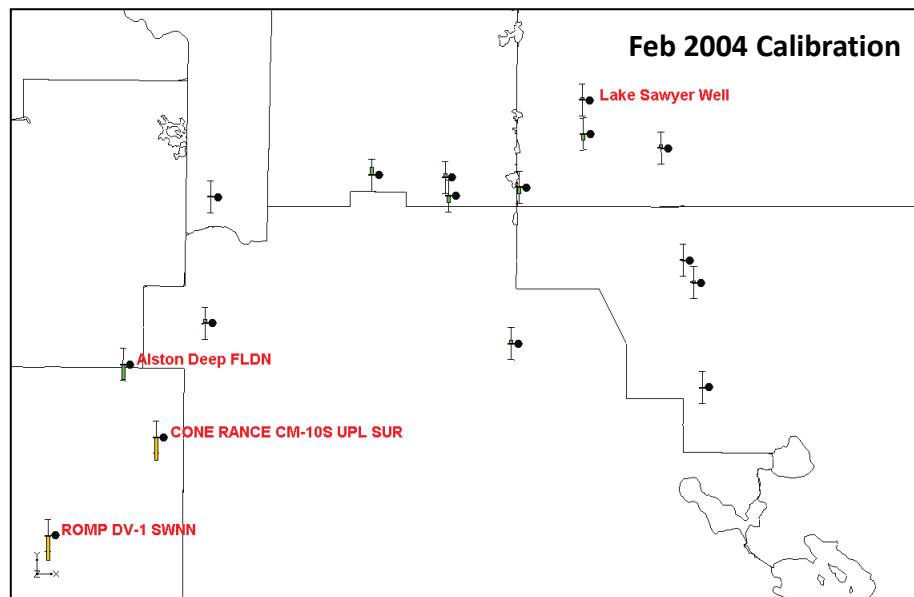 Feb 2004 Calibration
Lake Sawyer Well
Alston Deep FLDN
CONE RANCE CM-10S UPL SUR
ROMP DV-1 SWNN
Y
Z X